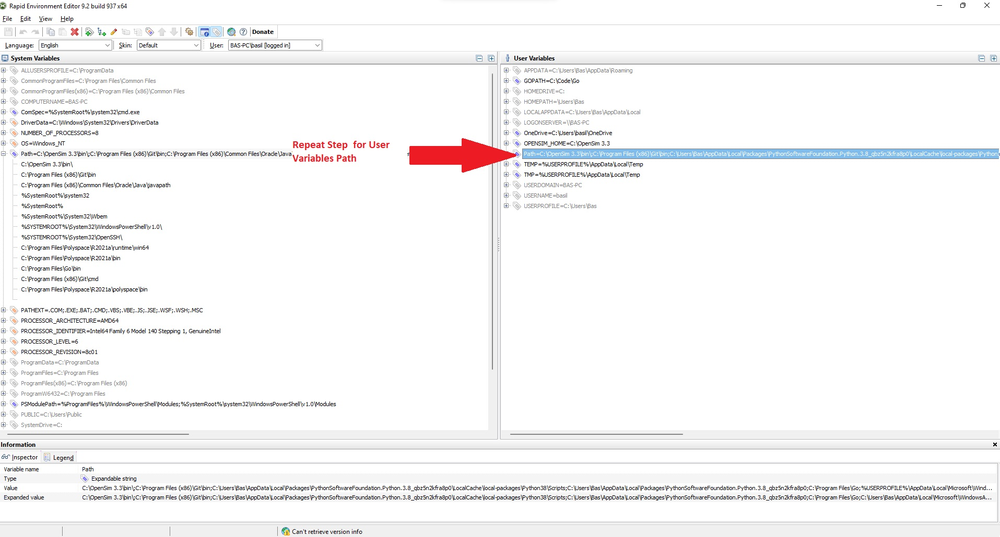 Rapid Environment Editor 9.2 build 937 x64
File Edit View Help
Donate
Language: English Skin: Default User: BAS-PC\basil [logged in]
System Variables
ALLUSERSPROFILE=C:\ProgramData
CommonProgramFiles=C:\Program Files\Common Files
CommonProgramFiles(x86)=C:\Program Files (x86)\Common Files
COMPUTERNAME=BAS-PC
ComSpec=%SystemRoot%\system32\cmd.exe
DriverData=C:\Windows\System32\Drivers\DriverData
NUMBER_OF_PROCESSORS=8
OS=Windows_NT
Path=C:\OpenSim 3.3\bin\;C:\Program Files (x86)\Git\bin;C:\Program Files (x86)\Common Files\Oracle\Java
C:\OpenSim 3.3\bin\
C:\Program Files (x86)\Git\bin
C:\Program Files (x86)\Common Files\Oracle\Java\javapath
%SystemRoot%\system32
%SystemRoot%
%SystemRoot%\System32\Wbem
%SYSTEMROOT%\System32\WindowsPowerShell\v1.0\
%SYSTEMROOT%\System32\OpenSSH\
C:\Program Files\Polyspace\R2021a\runtime\win64
C:\Program Files\Polyspace\R2021a\bin
C:\Program Files\Go\bin
C:\Program Files (x86)\Git\cmd
C:\Program Files\Polyspace\R2021a\polyspace\bin
PATHEXT=.COM;.EXE;.BAT;.CMD;.VBS;.VBE;.JS;.JSE;.WSF;.WSH;.MSC
PROCESSOR_ARCHITECTURE=AMD64
PROCESSOR_IDENTIFIER=Intel64 Family 6 Model 140 Stepping 1, GenuineIntel
PROCESSOR_LEVEL=6
PROCESSOR_REVISION=8c01
ProgramData=C:\ProgramData
ProgramFiles=C:\Program Files
ProgramFiles(x86)=C:\Program Files (x86)
ProgramW6432=C:\Program Files
PSModulePath=%ProgramFiles%\WindowsPowerShell\Modules;%SystemRoot%\system32\WindowsPowerShell\v1.0\Modules
PUBLIC=C:\Users\Public
SystemDrive=C:
Repeat Step for User
Variables Path
User Variables
APPDATA=C:\Users\Bas\AppData\Roaming
GOPATH=C:\Code\Go
HOMEDRIVE=C:
HOMEPATH=\Users\Bas
LOCALAPPDATA=C:\Users\Bas\AppData\Local
LOGONSERVER=\\BAS-PC
OneDrive=C:\Users\basil\OneDrive
OPENSIM_HOME=C:\OpenSim 3.3
Path=C:\OpenSim 3.3\bin\;C:\Program Files (x86)\Git\bin;C:\Users\Bas\AppData\Local\Packages\PythonSoftwareFoundation.Python.3.8_qbz5n2kfra8p0\LocalCache\local-packages\Python
TEMP=%USERPROFILE%\AppData\Local\Temp
TMP=%USERPROFILE%\AppData\Local\Temp
USERDOMAIN=BAS-PC
USERNAME=basil
USERPROFILE=C:\Users\Bas
Information
Inspector Legend
Variable name Path
Type Expandable string
Value C:\OpenSim 3.3\bin\;C:\Program Files (x86)\Git\bin;C:\Users\Bas\AppData\Local\Packages\PythonSoftwareFoundation.Python.3.8_qbz5n2kfra8p0\LocalCache\local-packages\Python38\Scripts;C:\Users\Bas\AppData\Local\Packages\PythonSoftwareFoundation.Python.3.8_qbz5n2kfra8p0;C:\Program Files\Go;%USERPROFILE%\AppData\Local\Microsoft\Wind...
Expanded value C:\OpenSim 3.3\bin\;C:\Program Files (x86)\Git\bin;C:\Users\Bas\AppData\Local\Packages\PythonSoftwareFoundation.Python.3.8_qbz5n2kfra8p0\LocalCache\local-packages\Python38\Scripts;C:\Users\Bas\AppData\Local\Packages\PythonSoftwareFoundation.Python.3.8_qbz5n2kfra8p0;C:\Program Files\Go;C:\Users\Bas\AppData\Local\Microsoft\WindowsA...
Can't retrieve version info